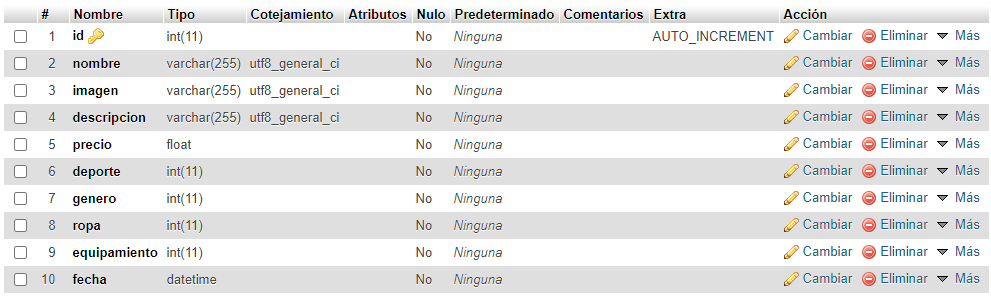 # Nombre Tipo Cotejamiento Atributos Nulo Predeterminado Comentarios Extra Acción
1 id int(11) No Ninguna AUTO_INCREMENT Cambiar Eliminar Más
2 nombre varchar(255) utf8_general_ci No Ninguna Cambiar Eliminar Más
3 imagen varchar(255) utf8_general_ci No Ninguna Cambiar Eliminar Más
4 descripcion varchar(255) utf8_general_ci No Ninguna Cambiar Eliminar Más
5 precio float No Ninguna Cambiar Eliminar Más
6 deporte int(11) No Ninguna Cambiar Eliminar Más
7 genero int(11) No Ninguna Cambiar Eliminar Más
8 ropa int(11) No Ninguna Cambiar Eliminar Más
9 equipamiento int(11) No Ninguna Cambiar Eliminar Más
10 fecha datetime No Ninguna Cambiar Eliminar Más